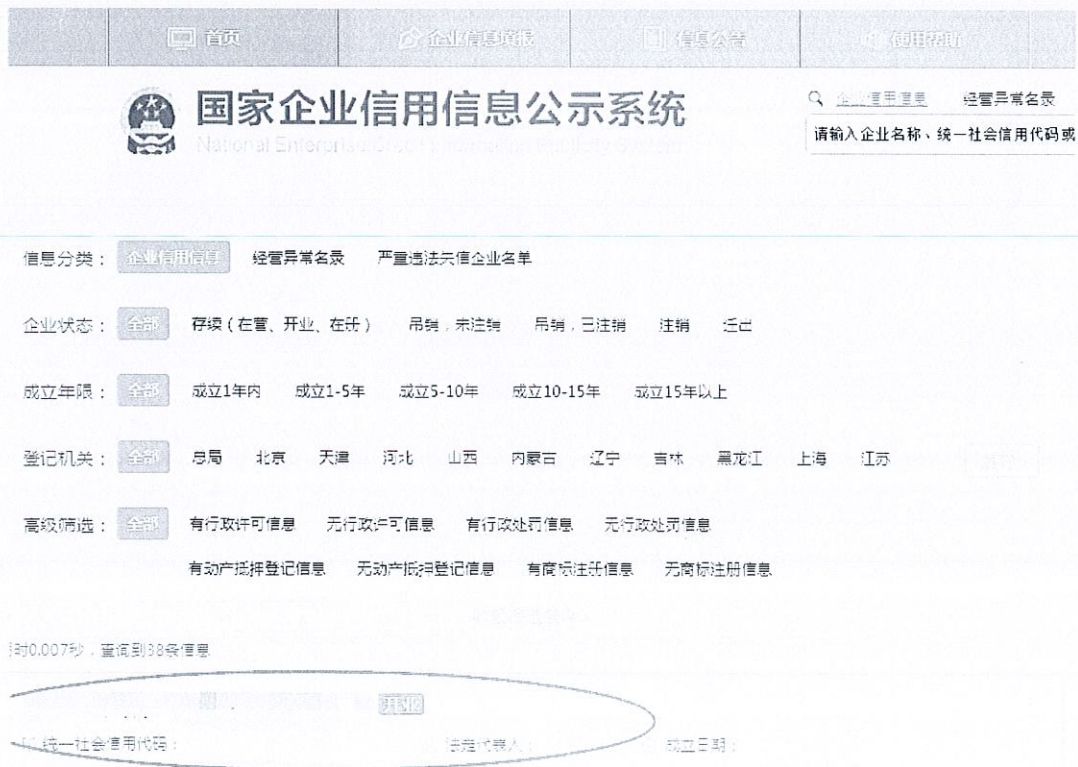 首页 企业信息填报 信息公告 使用帮助
国家企业信用信息公示系统
National Enterprise Credit Information Publicity System
企业信用信息 经营异常名录
请输入企业名称、统一社会信用代码或
信息分类： 企业信用信息 经营异常名录 严重违法失信企业名单
企业状态： 全部 存续（在营、开业、在册） 吊销，未注销 吊销，已注销 注销 迁出
成立年限： 全部 成立1年内 成立1-5年 成立5-10年 成立10-15年 成立15年以上
登记机关： 全部 总局 北京 天津 河北 山西 内蒙古 辽宁 吉林 黑龙江 上海 江苏
高级筛选： 全部 有行政许可信息 无行政许可信息 有行政处罚信息 无行政处罚信息
有动产抵押登记信息 无动产抵押登记信息 有商标注册信息 无商标注册信息
时0.007秒，查询到38条信息
开业
统一社会信用代码： 法定代表人： 成立日期：